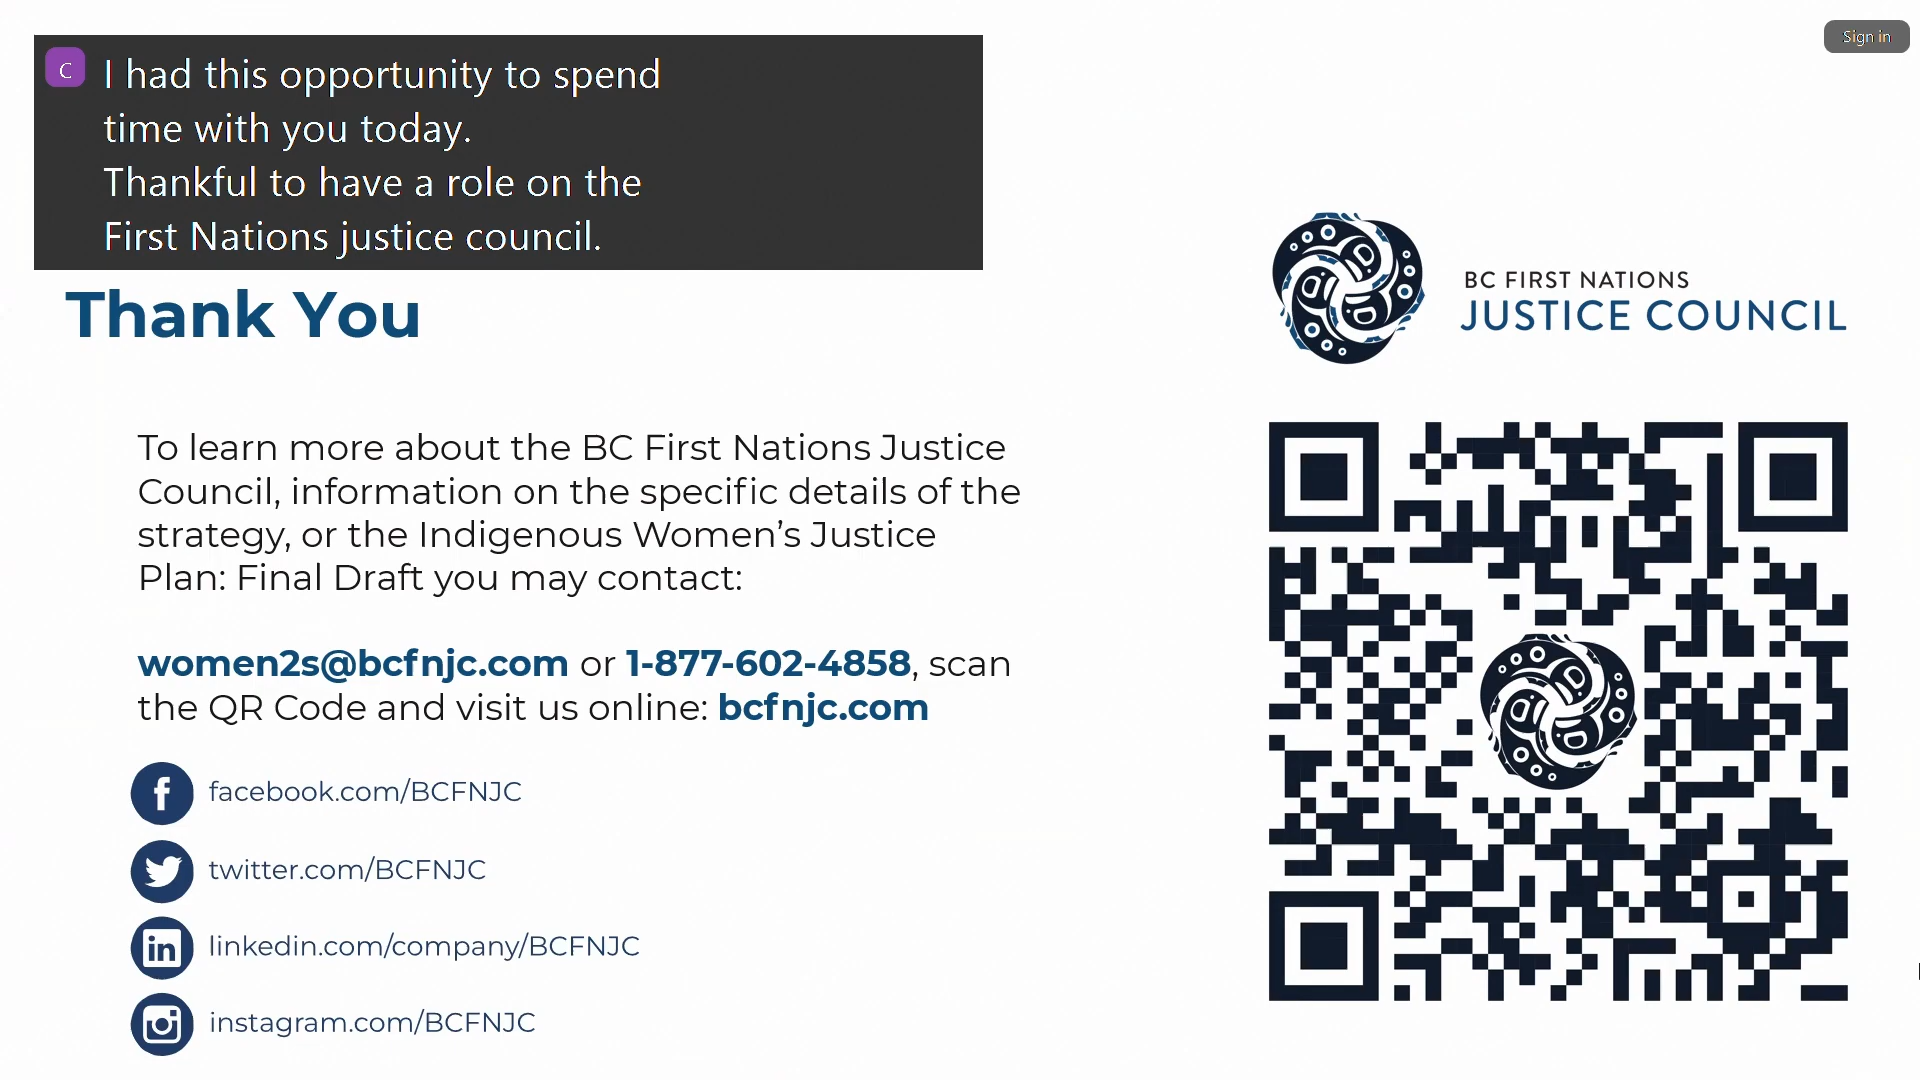 Sign in
C
I had this opportunity to spend
time with you today.
Thankful to have a role on the
First Nations justice council.
Thank You
BC FIRST NATIONS
JUSTICE COUNCIL
To learn more about the BC First Nations Justice
Council, information on the specific details of the
strategy, or the Indigenous Women’s Justice
Plan: Final Draft you may contact:
women2s@bcfnjc.com or 1-877-602-4858, scan
the QR Code and visit us online: bcfnjc.com
facebook.com/BCFNJC
twitter.com/BCFNJC
linkedin.com/company/BCFNJC
instagram.com/BCFNJC